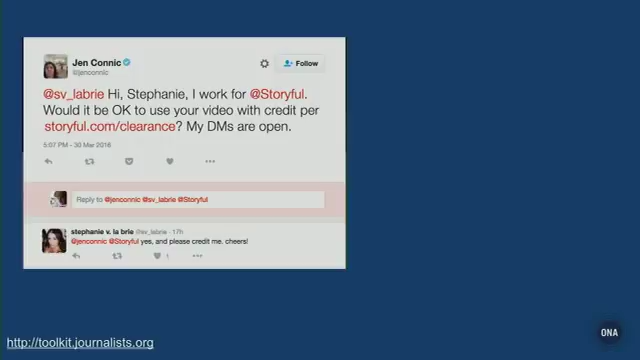 Jen Connic
@jenconnic
Follow
@sv_labrie Hi, Stephanie, I work for @Storyful.
Would it be OK to use your video with credit per
storyful.com/clearance? My DMs are open.
5:07 PM - 30 Mar 2016
Reply to @jenconnic @sv_labrie @Storyful
stephanie v. la brie @sv_labrie · 17h
@jenconnic @Storyful yes, and please credit me. cheers!
1
ONA
http://toolkit.journalists.org